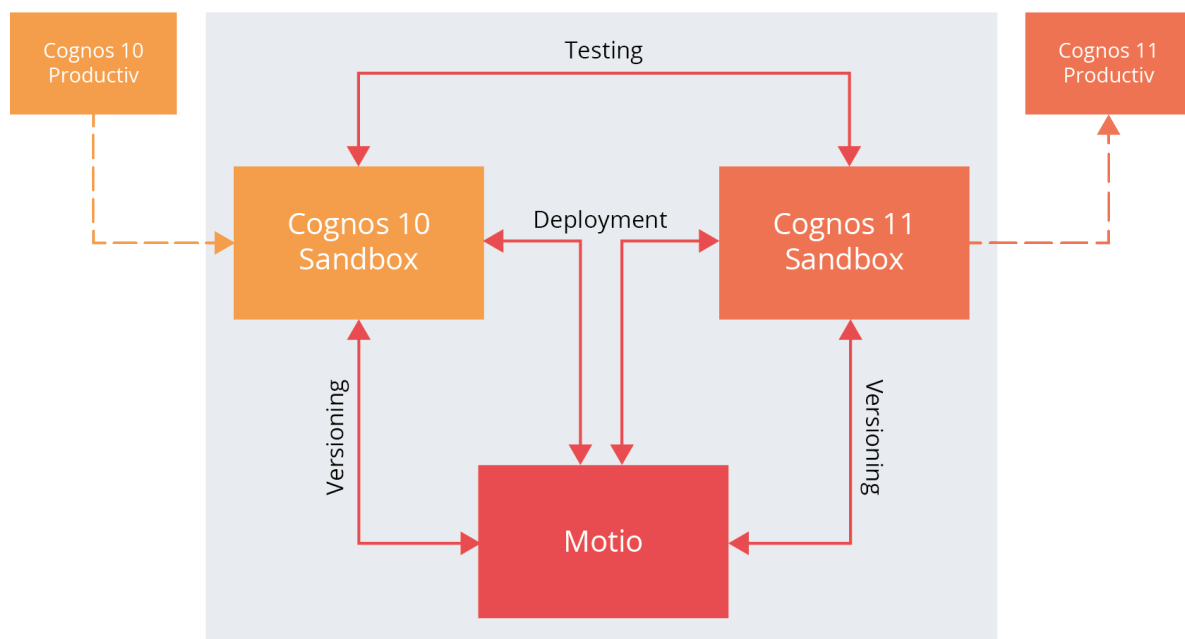 Cognos 10
Productiv
Testing
Cognos 11
Productiv
Cognos 10
Sandbox
Deployment
Cognos 11
Sandbox
Versioning
Versioning
Motio